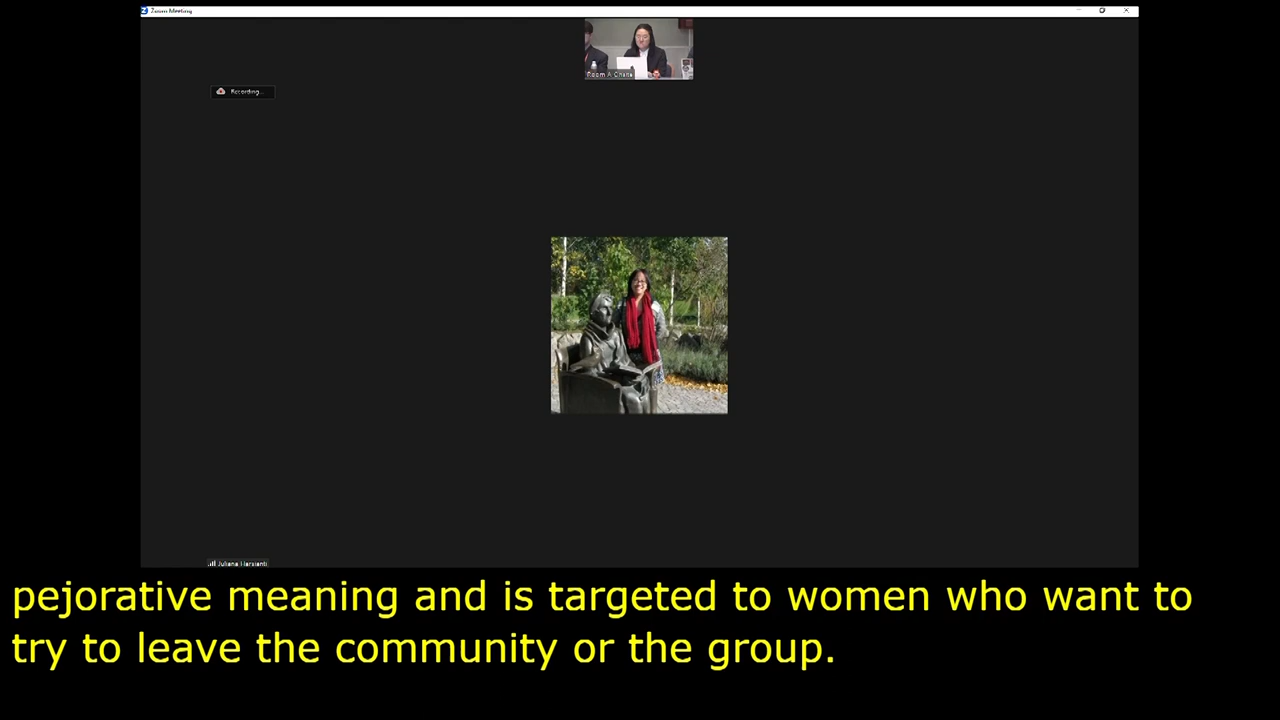 Zoom Meeting
Room A Chat
Recording...
Juliana Harsianti
pejorative meaning and is targeted to women who want to
try to leave the community or the group.